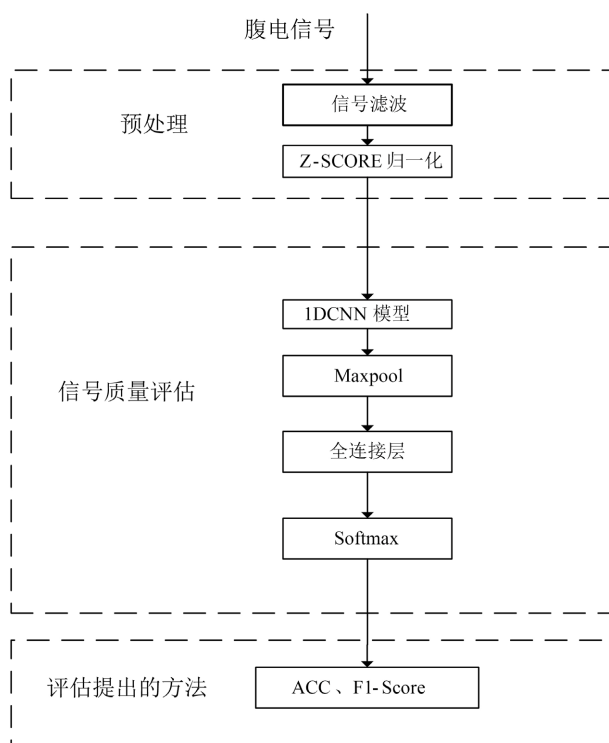 腹电信号
信号滤波
预处理
Z-SCORE 归一化
1DCNN 模型
Maxpool
信号质量评估
全连接层
Softmax
评估提出的方法
ACC 、F1-Score